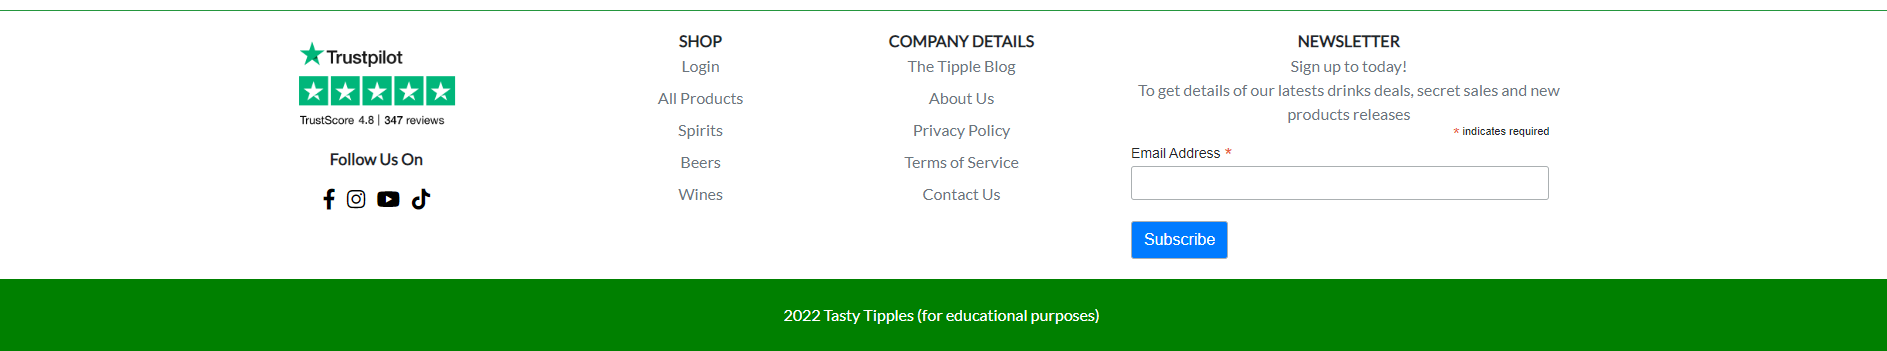 Trustpilot
TrustScore 4.8 | 347 reviews
Follow Us On
SHOP
Login
All Products
Spirits
Beers
Wines
COMPANY DETAILS
The Tipple Blog
About Us
Privacy Policy
Terms of Service
Contact Us
NEWSLETTER
Sign up to today!
To get details of our latests drinks deals, secret sales and new
products releases
* indicates required
Email Address *
Subscribe
2022 Tasty Tipples (for educational purposes)